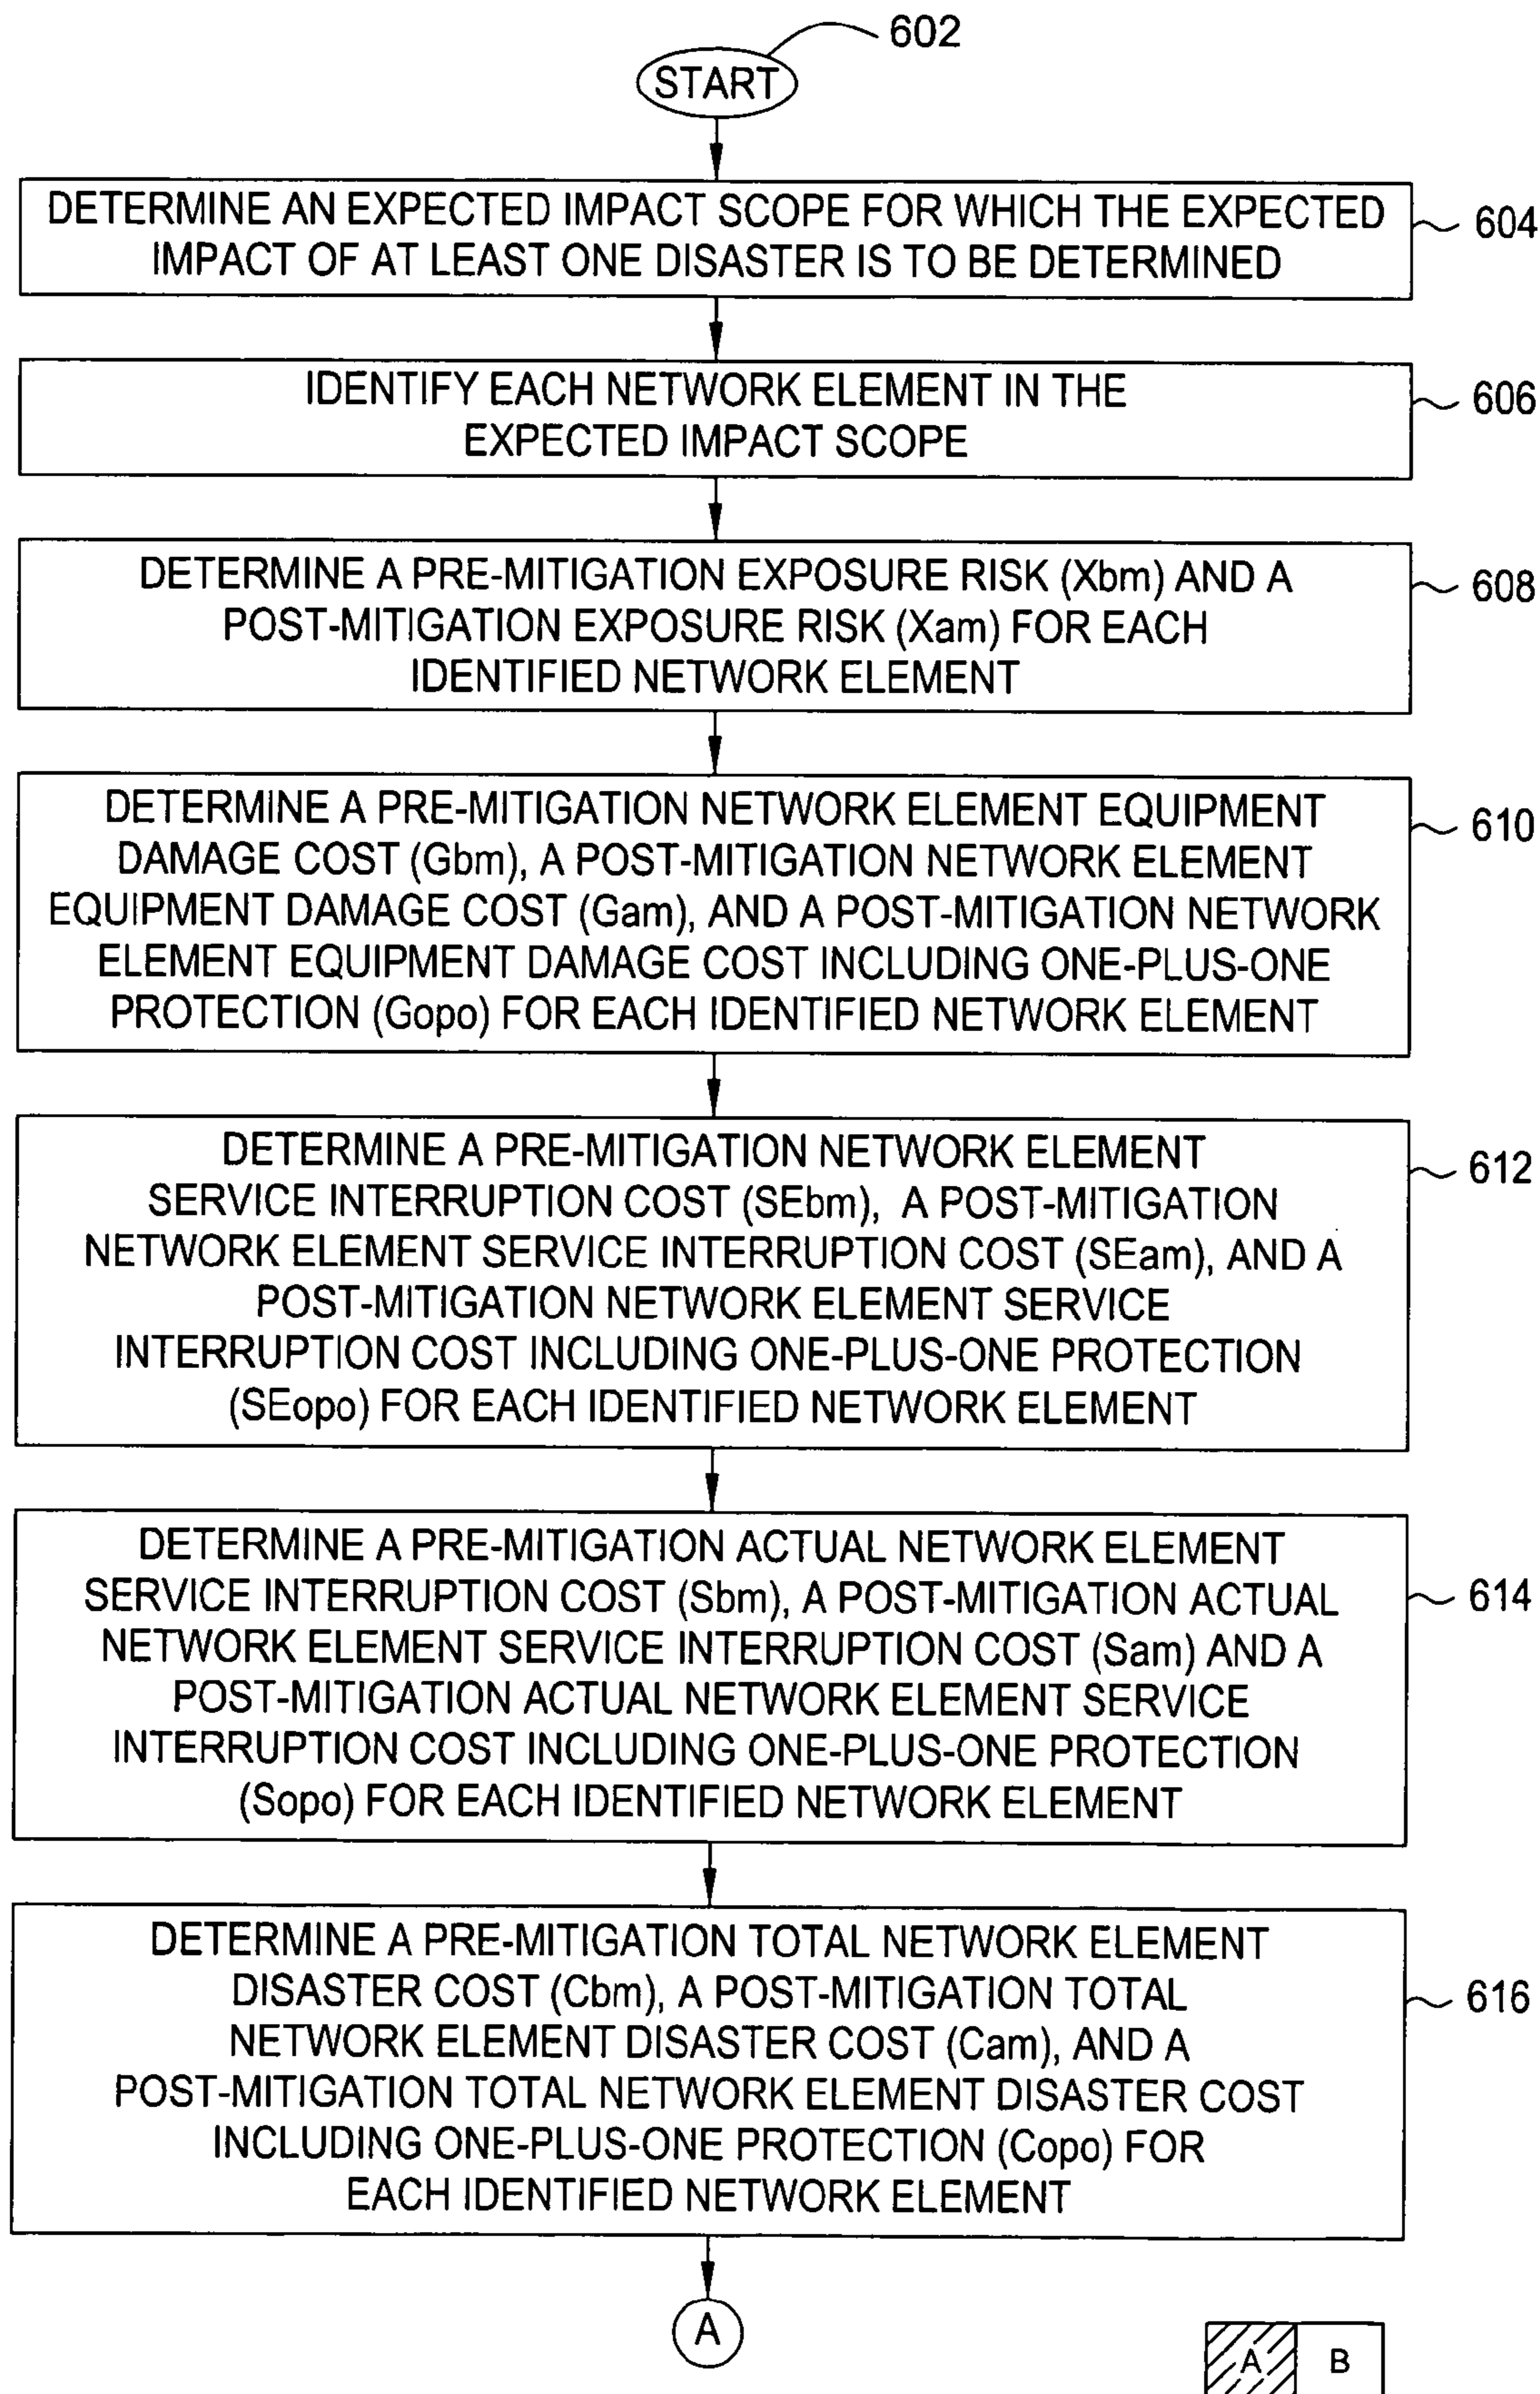 602
START
DETERMINE AN EXPECTED IMPACT SCOPE FOR WHICH THE EXPECTED
IMPACT OF AT LEAST ONE DISASTER IS TO BE DETERMINED
604
IDENTIFY EACH NETWORK ELEMENT IN THE
EXPECTED IMPACT SCOPE
606
DETERMINE A PRE-MITIGATION EXPOSURE RISK (Xbm) AND A
POST-MITIGATION EXPOSURE RISK (Xam) FOR EACH
IDENTIFIED NETWORK ELEMENT
608
DETERMINE A PRE-MITIGATION NETWORK ELEMENT EQUIPMENT
DAMAGE COST (Gbm), A POST-MITIGATION NETWORK ELEMENT
EQUIPMENT DAMAGE COST (Gam), AND A POST-MITIGATION NETWORK
ELEMENT EQUIPMENT DAMAGE COST INCLUDING ONE-PLUS-ONE
PROTECTION (Gopo) FOR EACH IDENTIFIED NETWORK ELEMENT
610
DETERMINE A PRE-MITIGATION NETWORK ELEMENT
SERVICE INTERRUPTION COST (SEbm), A POST-MITIGATION
NETWORK ELEMENT SERVICE INTERRUPTION COST (SEam), AND A
POST-MITIGATION NETWORK ELEMENT SERVICE
INTERRUPTION COST INCLUDING ONE-PLUS-ONE PROTECTION
(SEopo) FOR EACH IDENTIFIED NETWORK ELEMENT
612
DETERMINE A PRE-MITIGATION ACTUAL NETWORK ELEMENT
SERVICE INTERRUPTION COST (Sbm), A POST-MITIGATION ACTUAL
NETWORK ELEMENT SERVICE INTERRUPTION COST (Sam) AND A
POST-MITIGATION ACTUAL NETWORK ELEMENT SERVICE
INTERRUPTION COST INCLUDING ONE-PLUS-ONE PROTECTION
(Sopo) FOR EACH IDENTIFIED NETWORK ELEMENT
614
DETERMINE A PRE-MITIGATION TOTAL NETWORK ELEMENT
DISASTER COST (Cbm), A POST-MITIGATION TOTAL
NETWORK ELEMENT DISASTER COST (Cam), AND A
POST-MITIGATION TOTAL NETWORK ELEMENT DISASTER COST
INCLUDING ONE-PLUS-ONE PROTECTION (Copo) FOR
EACH IDENTIFIED NETWORK ELEMENT
616
A
A B